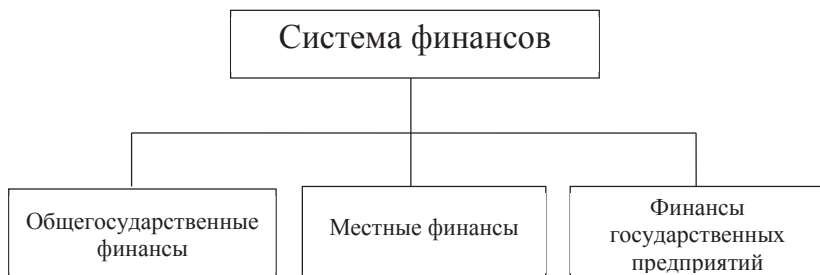 Система финансов
Общегосударственные
финансы
Местные финансы
Финансы
государственных
предприятий